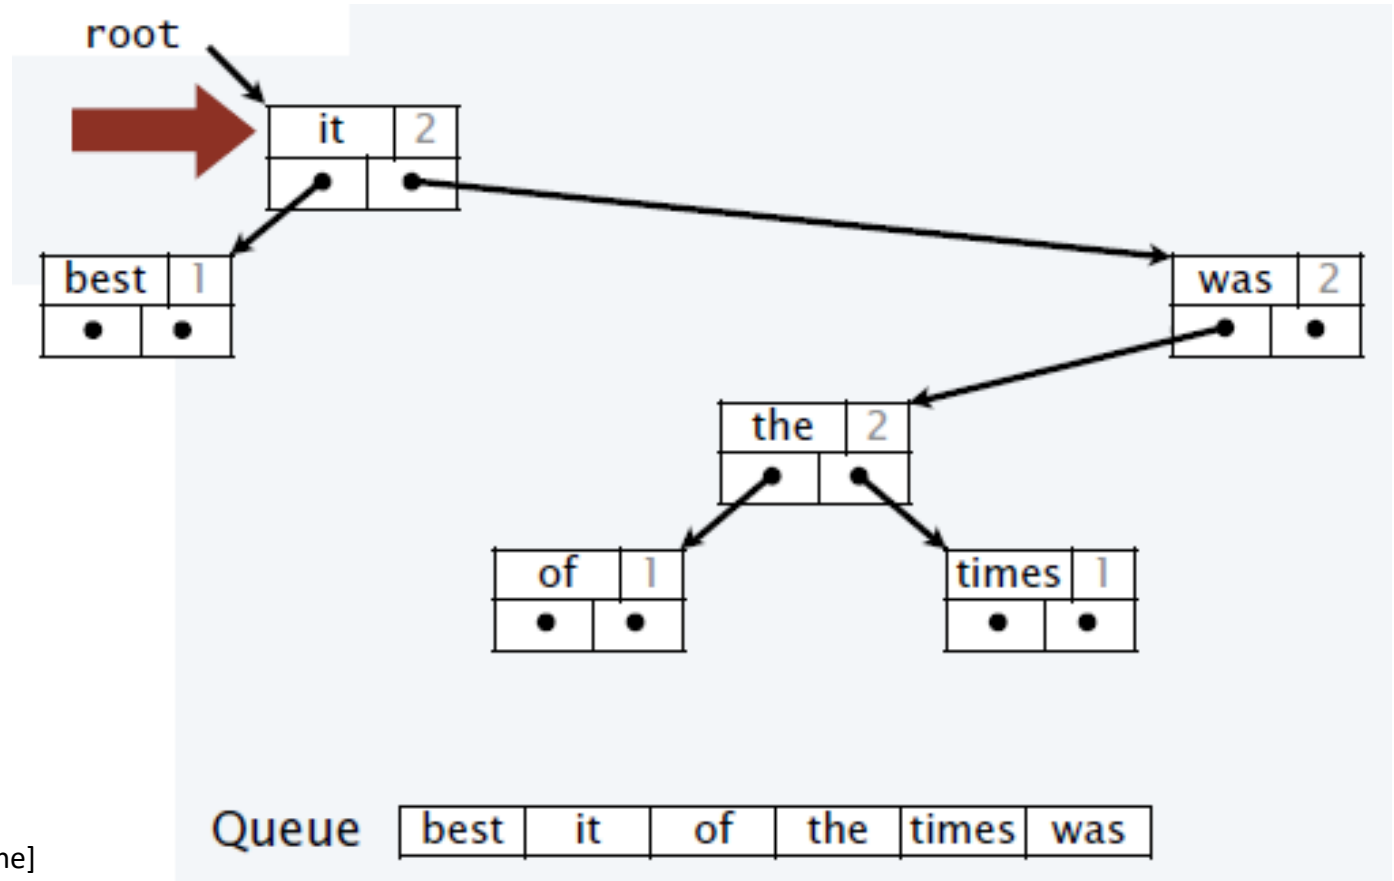 root
it 2
best 1
was 2
the 2
of 1
times 1
Queue best it of the times was
ne]